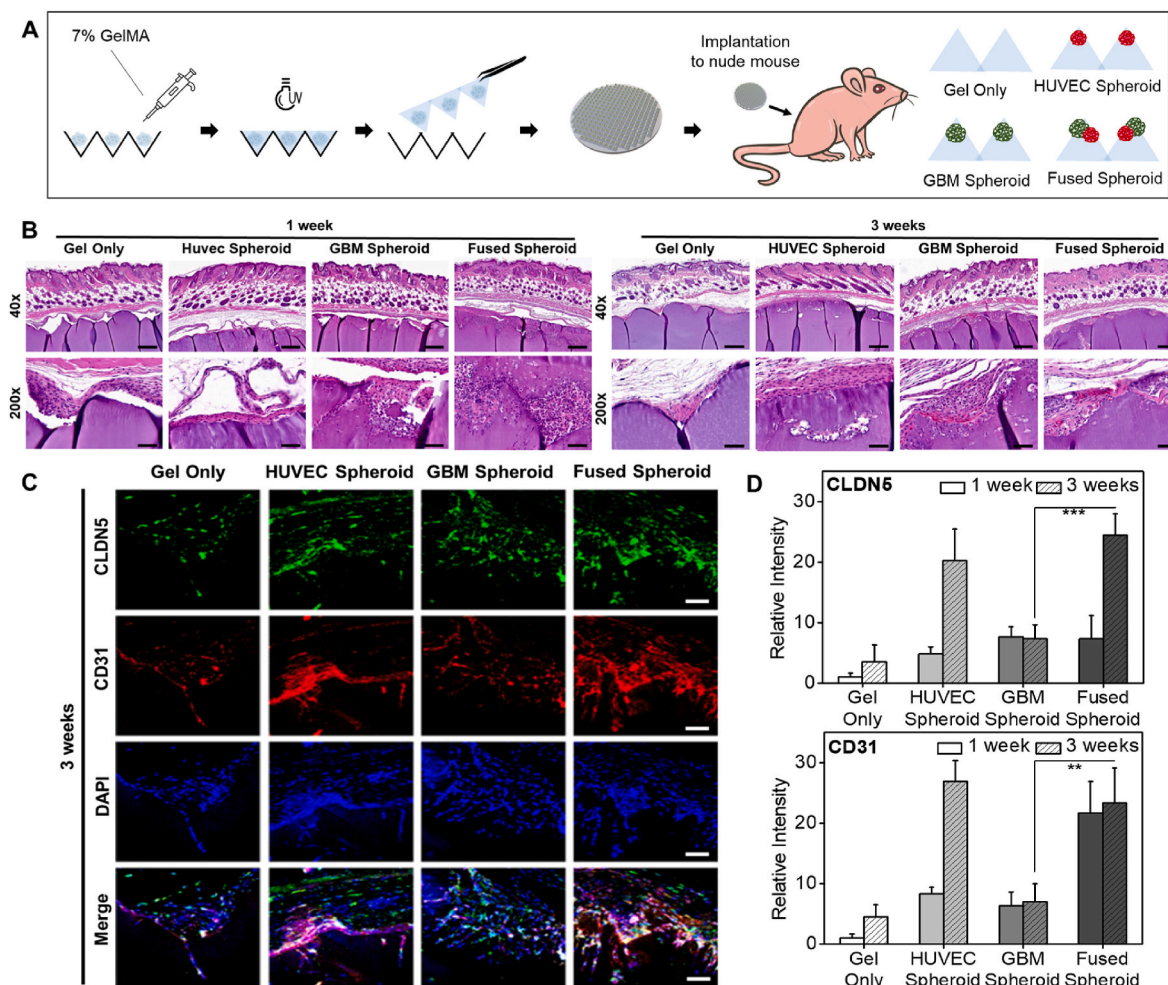 A
7% GelMA
UV
Implantation
to nude mouse
Gel Only
HUVEC Spheroid
GBM Spheroid
Fused Spheroid
B
1 week
3 weeks
Gel Only
Huvec Spheroid
GBM Spheroid
Fused Spheroid
Gel Only
HUVEC Spheroid
GBM Spheroid
Fused Spheroid
40x
40x
200x
200x
C
Gel Only
HUVEC Spheroid
GBM Spheroid
Fused Spheroid
3 weeks
CLDN5
CD31
DAPI
Merge
D
CLDN5
1 week
3 weeks
***
Relative Intensity
30
20
10
0
Gel
Only
HUVEC
Spheroid
GBM
Spheroid
Fused
Spheroid
CD31
1 week
3 weeks
**
Relative Intensity
30
20
10
0
Gel
Only
HUVEC
Spheroid
GBM
Spheroid
Fused
Spheroid